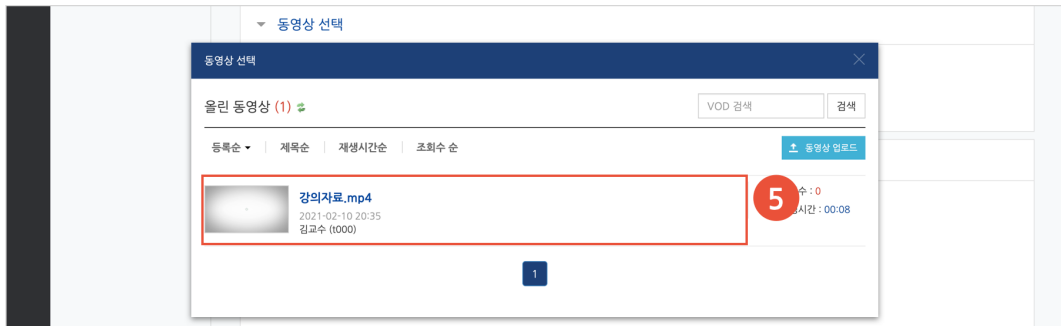 동영상 선택
동영상 선택
올린 동영상 (1)
VOD 검색
검색
등록순
제목순
재생시간순
조회수 순
동영상 업로드
강의자료.mp4
2021-02-10 20:35
김교수 (t000)
5
수 : 0
시간 : 00:08
1